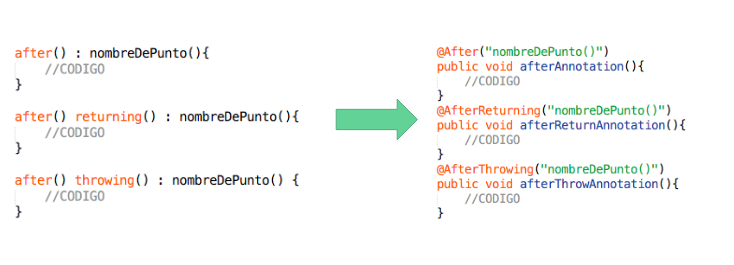 after() : nombreDePunto(){
//CODIGO
}
after() returning() : nombreDePunto(){
//CODIGO
}
after() throwing() : nombreDePunto() {
//CODIGO
}
@After("nombreDePunto()")
public void afterAnnotation(){
//CODIGO
}
@AfterReturning("nombreDePunto()")
public void afterReturnAnnotation(){
//CODIGO
}
@AfterThrowing("nombreDePunto()")
public void afterThrowAnnotation(){
//CODIGO
}